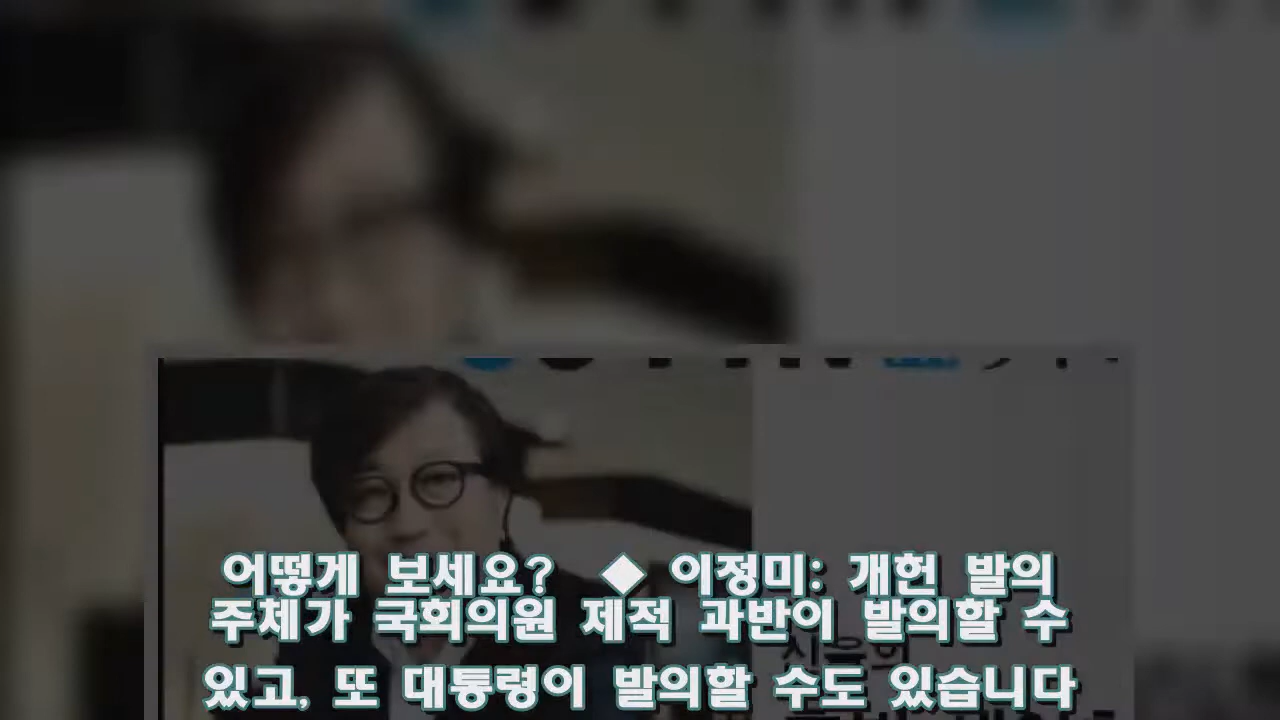 어떻게 보세요? ◆ 이정미: 개헌 발의
주체가 국회의원 제적 과반이 발의할 수
있고, 또 대통령이 발의할 수도 있습니다